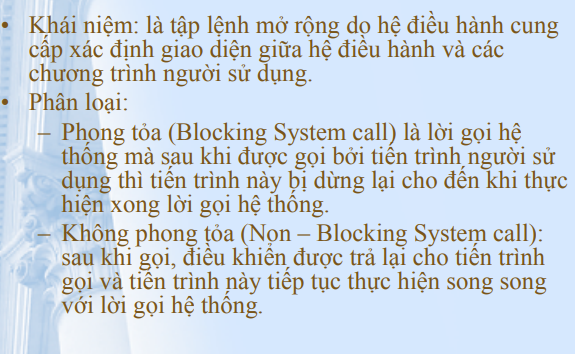 • Khái niệm: là tập lệnh mở rộng do hệ điều hành cung
cấp xác định giao diện giữa hệ điều hành và các
chương trình người sử dụng.
• Phân loại:
– Phong tỏa (Blocking System call) là lời gọi hệ
thống mà sau khi được gọi bởi tiến trình người sử
dụng thì tiến trình này bị dừng lại cho đến khi thực
hiện xong lời gọi hệ thống.
– Không phong tỏa (Non – Blocking System call):
sau khi gọi, điều khiển được trả lại cho tiến trình
gọi và tiến trình này tiếp tục thực hiện song song
với lời gọi hệ thống.